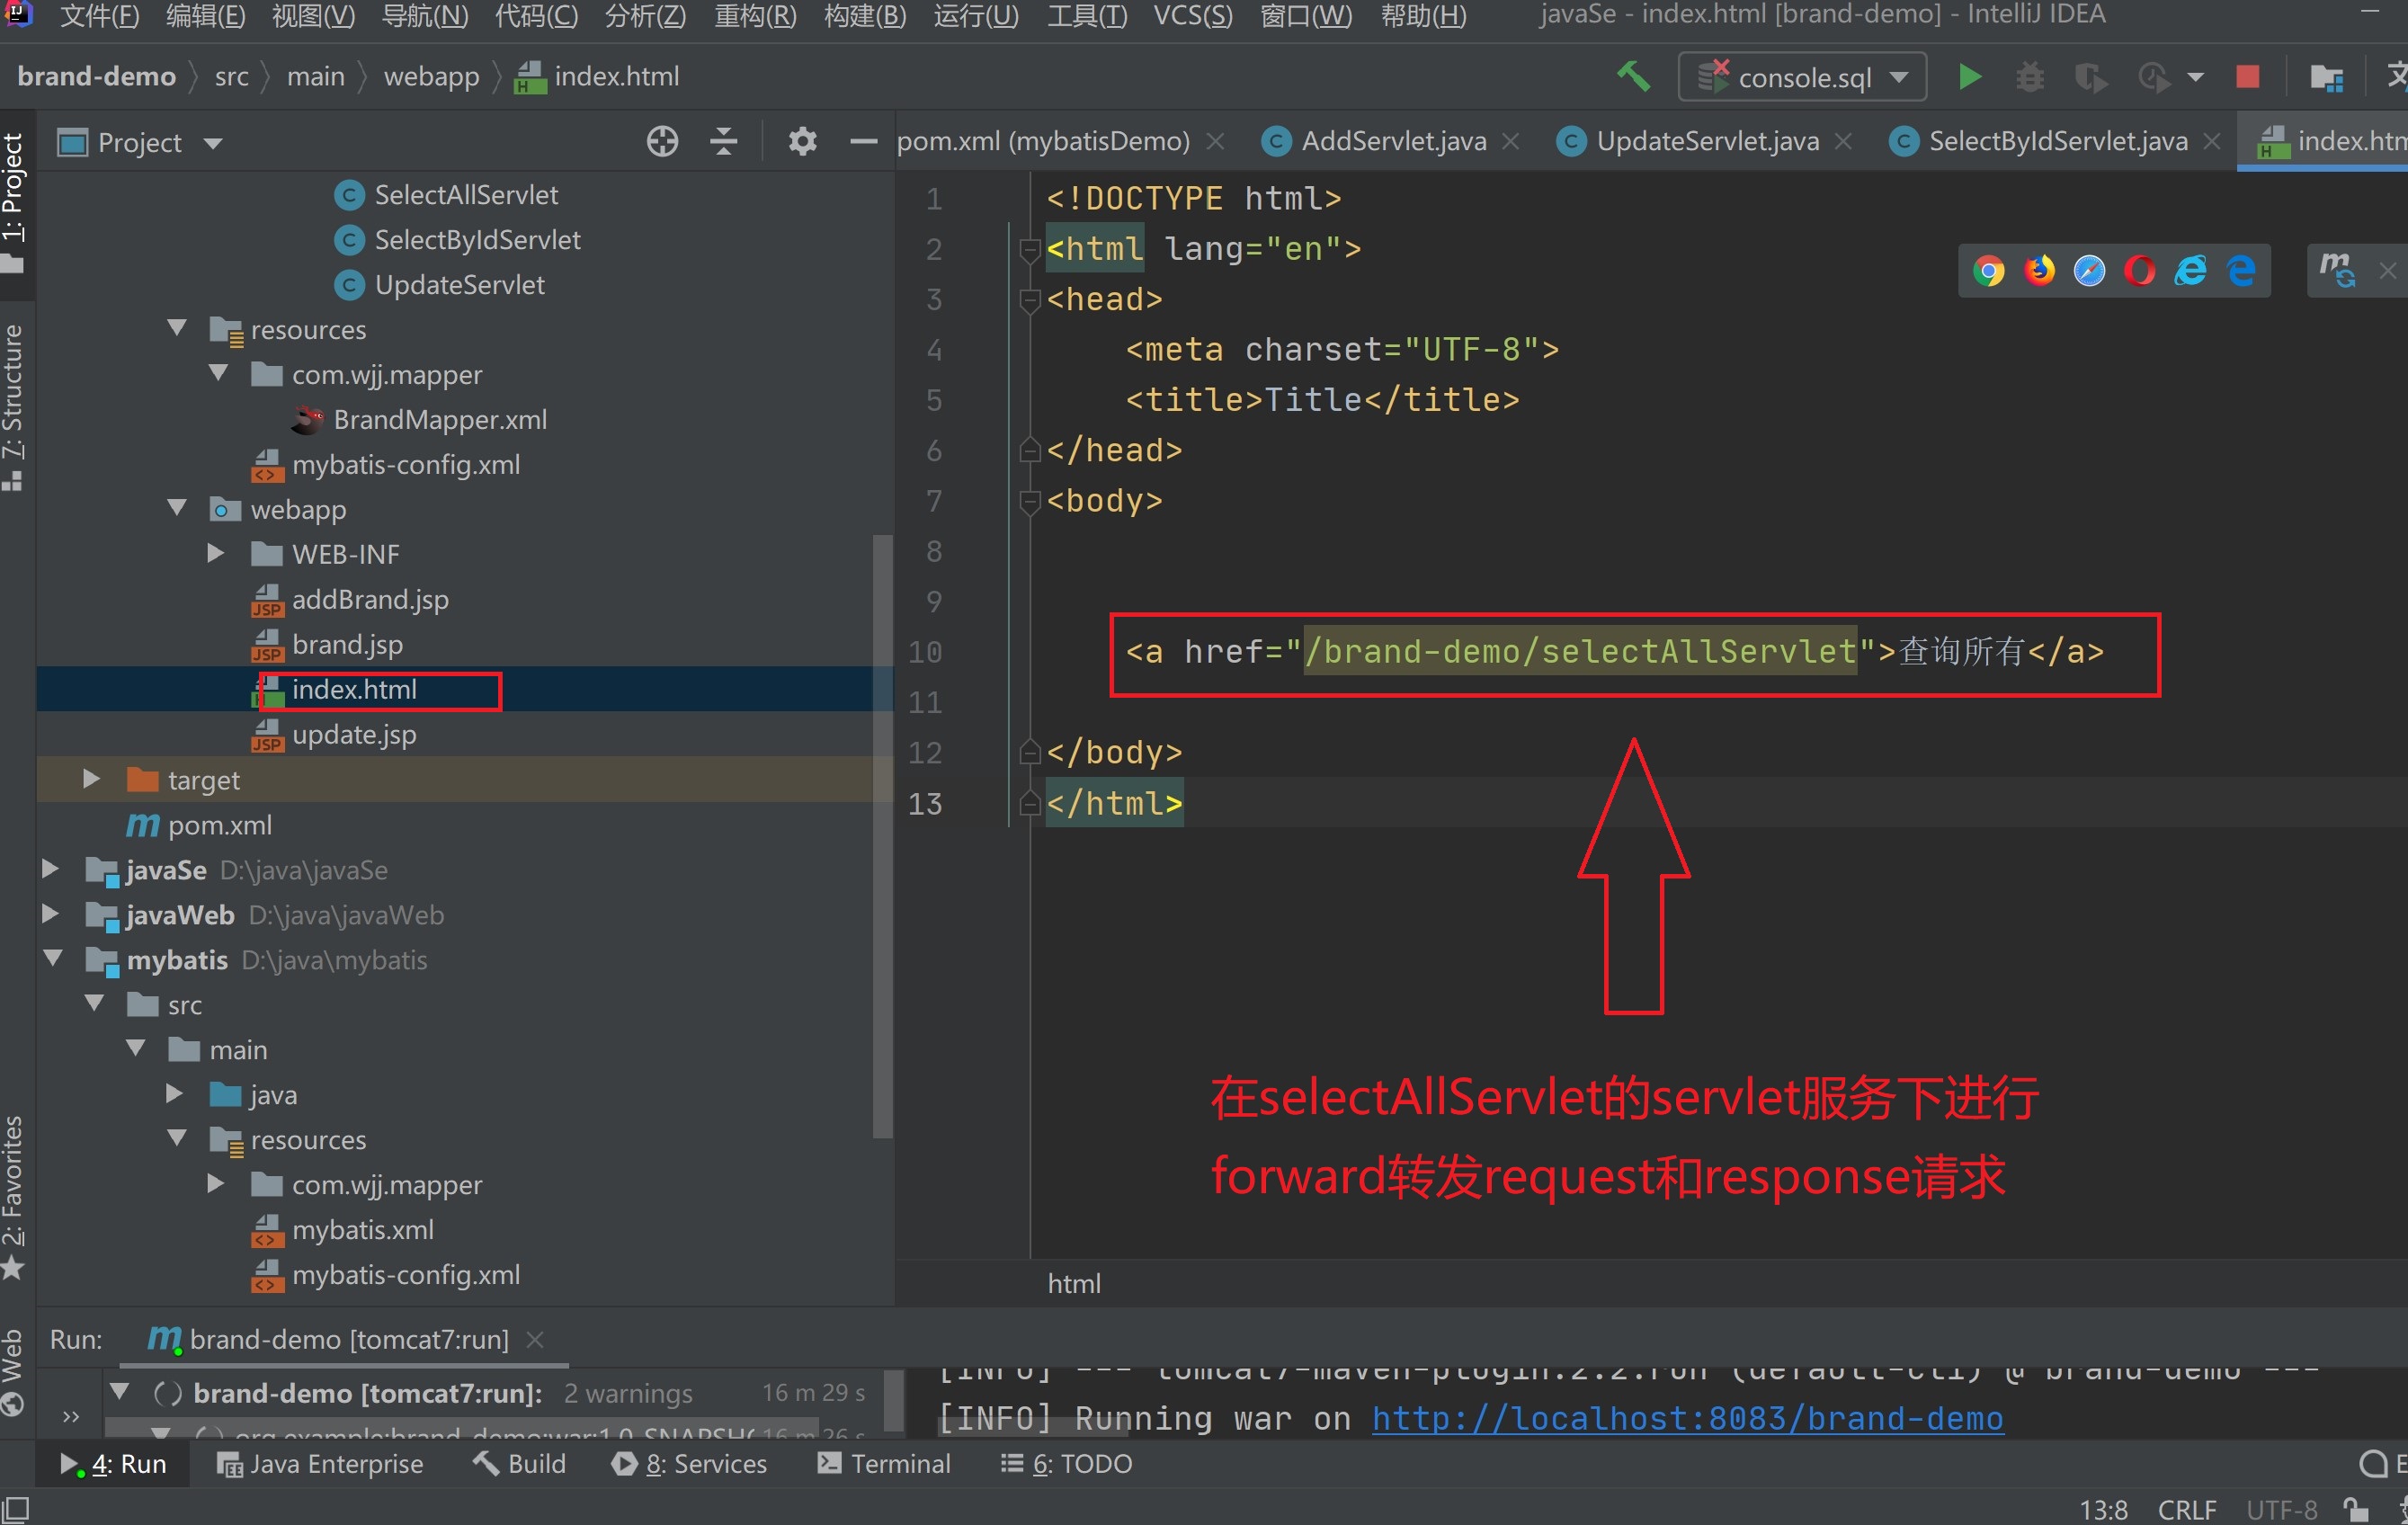 文件(F) 编辑(E) 视图(V) 导航(N) 代码(C) 分析(Z) 重构(R) 构建(B) 运行(U) 工具(T) VCS(S) 窗口(W) 帮助(H) javaSe - index.html [brand-demo] - IntelliJ IDEA
brand-demo src main webapp index.html console.sql
Project pom.xml (mybatisDemo) AddServlet.java UpdateServlet.java SelectByIdServlet.java
1: Project
7: Structure
2: Favorites
Web
SelectAllServlet
SelectByIdServlet
UpdateServlet
resources
com.wjj.mapper
BrandMapper.xml
mybatis-config.xml
webapp
WEB-INF
addBrand.jsp
brand.jsp
index.html
update.jsp
target
pom.xml
javaSe D:\java\javaSe
javaWeb D:\java\javaWeb
mybatis D:\java\mybatis
src
main
java
resources
com.wjj.mapper
mybatis.xml
mybatis-config.xml
1 <!DOCTYPE html>
2 <html lang="en">
3 <head>
4 <meta charset="UTF-8">
5 <title>Title</title>
6 </head>
7 <body>
8
9
10 <a href="/brand-demo/selectAllServlet">查询所有</a>
11
12 </body>
13 </html>
在selectAllServlet的servlet服务下进行
forward转发request和response请求
html
Run: brand-demo [tomcat7:run]
brand-demo [tomcat7:run]: 2 warnings 16 m 29 s
[INFO] --- tomcat7-maven-plugin:2.2:run (default-cli) @ brand-demo ---
[INFO] Running war on http://localhost:8083/brand-demo
4: Run Java Enterprise Build 8: Services Terminal 6: TODO
13:8 CRLF UTF-8